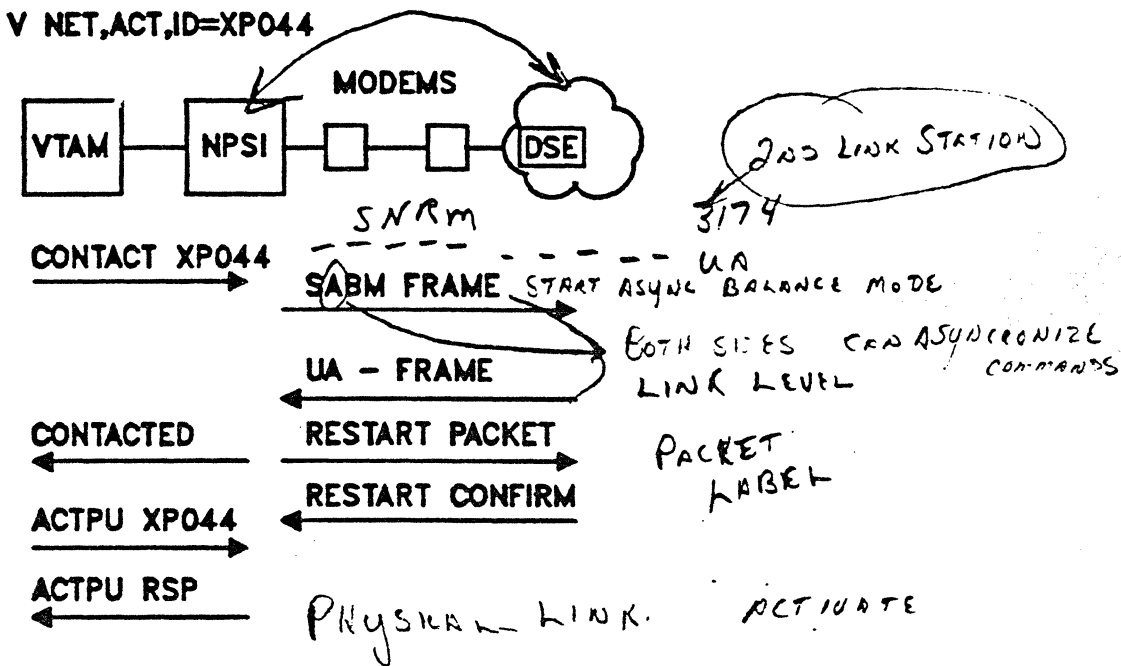 V NET,ACT,ID=XP044
MODEMS
VTAM
NPSI
DSE
2ND LINK STATION
3174
SNRM
UA
CONTACT XP044
SABM FRAME
START ASYNC BALANCE MODE
BOTH SIDES CAN ASYNCRONIZE
COMMANDS
UA - FRAME
LINK LEVEL
CONTACTED
RESTART PACKET
PACKET
LABEL
RESTART CONFIRM
ACTPU XP044
ACTPU RSP
PHYSICAL LINK.
ACTIVATE